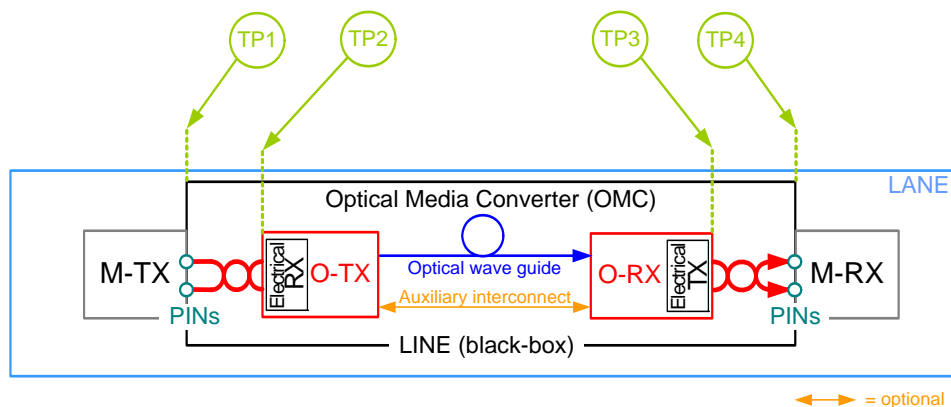 TP1
TP2
TP3
TP4
LANE
Optical Media Converter (OMC)
M-TX
PINs
Electrical
RX
O-TX
Optical wave guide
Auxiliary interconnect
O-RX
Electrical
TX
M-RX
PINs
LINE (black-box)
= optional